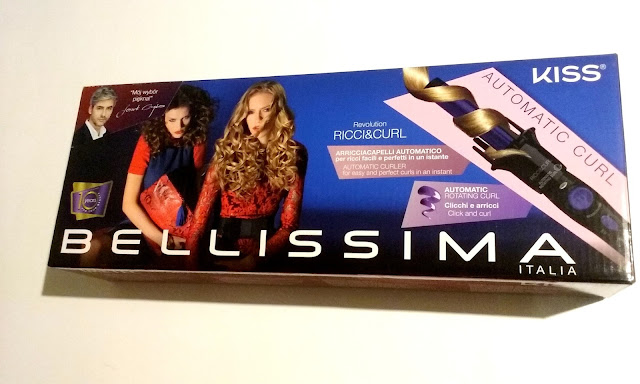 KISS®
AUTOMATIC CURL
"Mój wybór
piękna!"
Revolution
RICCI&CURL
ARRICCIACAPELLI AUTOMATICO
per ricci facili e perfetti in un istante
AUTOMATIC CURLER
for easy and perfect curls in an instant
AUTOMATIC
ROTATING CURL
Clicchi e arricci
Click and curl
BELLISSIMA
ITALIA